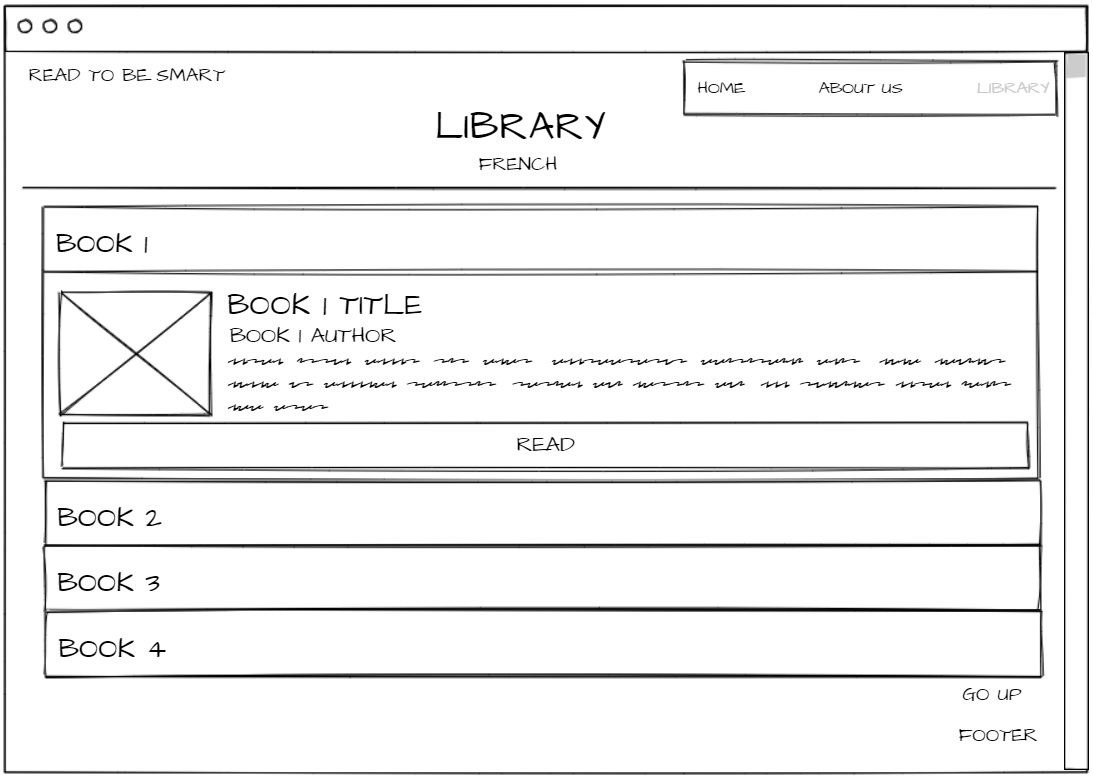 READ TO BE SMART
HOME ABOUT US LIBRARY
LIBRARY
FRENCH
BOOK 1
BOOK 1 TITLE
BOOK 1 AUTHOR
READ
BOOK 2
BOOK 3
BOOK 4
GO UP
FOOTER